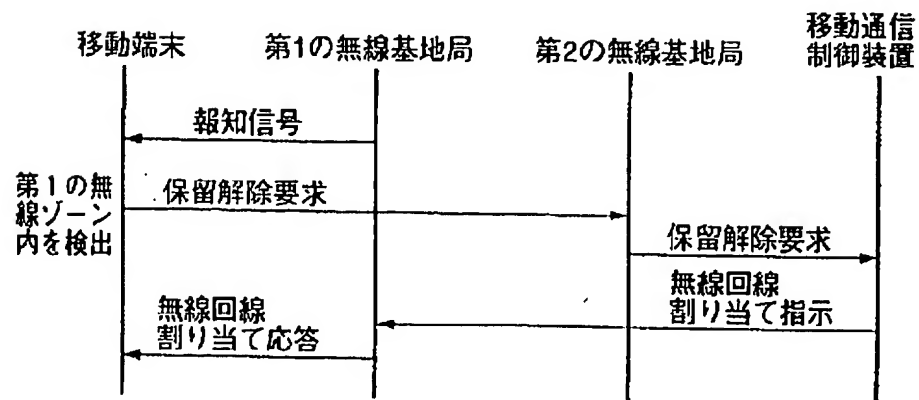 移動端末
第1の無線基地局
第2の無線基地局
移動通信
制御装置
報知信号
第1の無
線ゾーン
内を検出
保留解除要求
保留解除要求
無線回線
割り当て指示
無線回線
割り当て応答